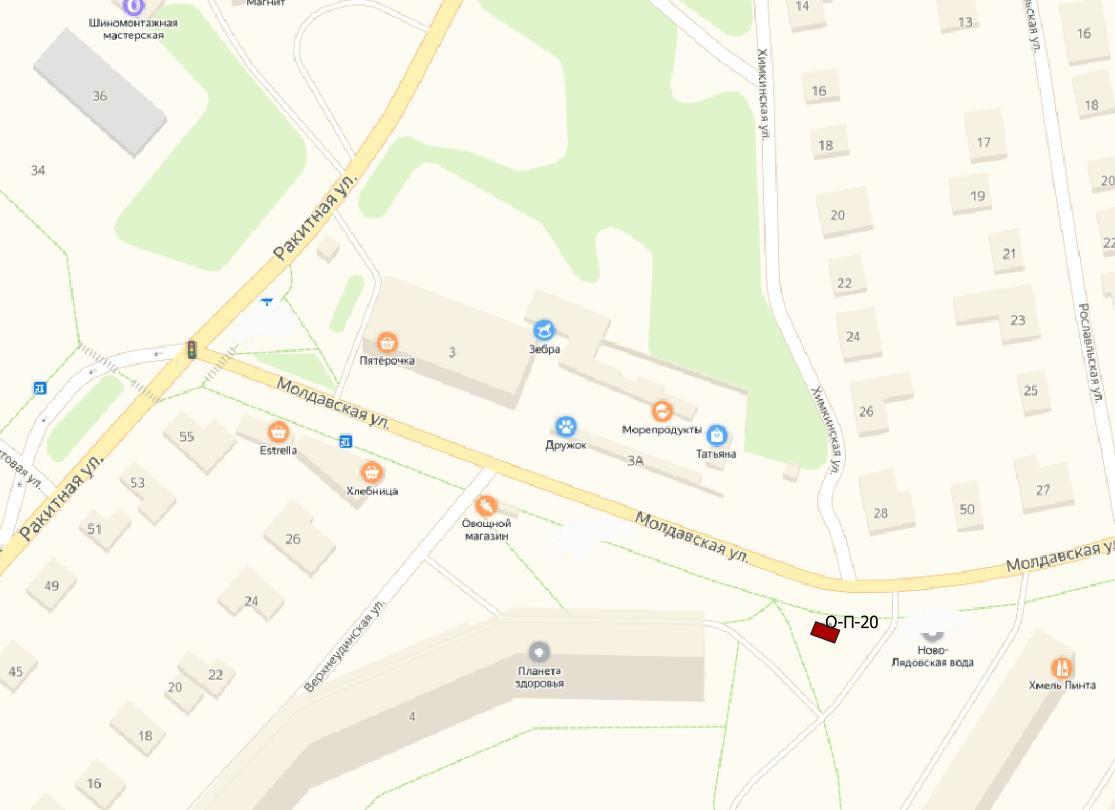 Магнит
Шиномонтажная
мастерская
14
13
16
36
16
18
Химкинская ул.
18
17
34
Ракитная ул.
20
19
20
22
21
22
23
24
Зебра
Пятёрочка
3
Молдавская ул.
Рославльская ул.
25
26
Химкинская ул.
Морепродукты
Дружок
Татьяна
3А
55
Estrella
Хлебница
Ракитная ул.
53
51
Овощной
магазин
26
Молдавская ул.
28
50
27
Молдавская ул.
49
24
Верхнеудинская ул.
О-П-20
Ново-
Лядовская вода
Хмель Пинта
Планета
здоровья
45
22
20
4
18
16